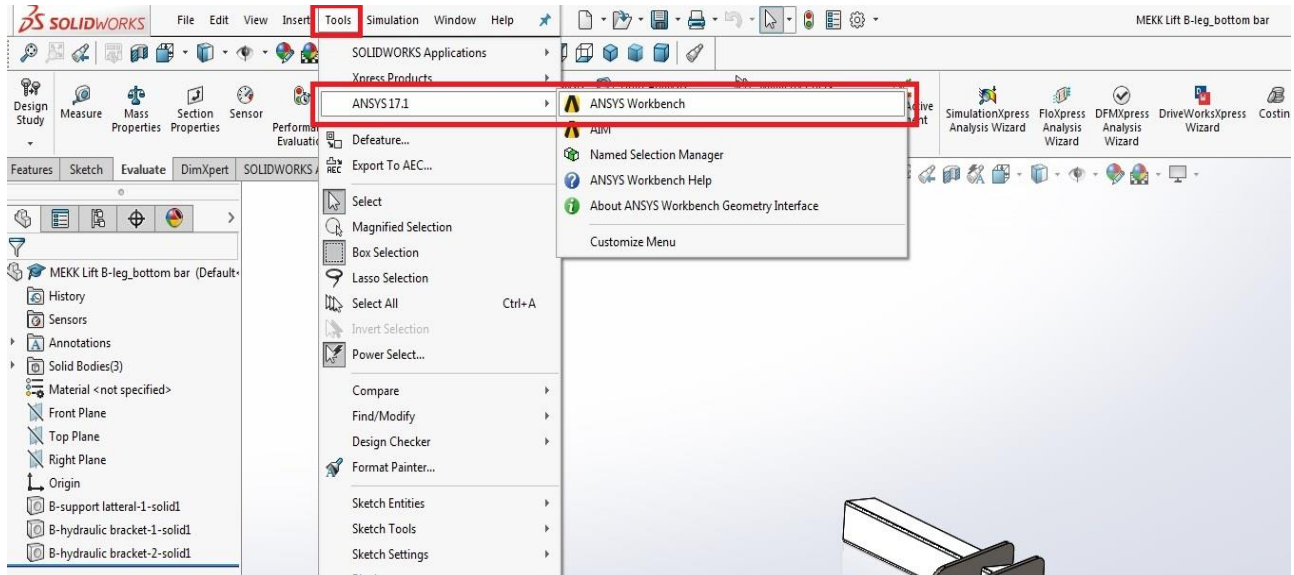 SOLIDWORKS File Edit View Insert Tools Simulation Window Help MEKK Lift B-leg_bottom bar
Design Study
Measure
Mass Properties
Section Properties
Sensor
SimulationXpress Analysis Wizard
FloXpress Analysis Wizard
DFMXpress Analysis Wizard
DriveWorksXpress Wizard
Features Sketch Evaluate DimXpert SOLIDWORKS
MEKK Lift B-leg_bottom bar (Default<
History
Sensors
Annotations
Solid Bodies(3)
Material <not specified>
Front Plane
Top Plane
Right Plane
Origin
B-support latteral-1-solid1
B-hydraulic bracket-1-solid1
B-hydraulic bracket-2-solid1
SOLIDWORKS Applications
Xpress Products
ANSYS 17.1
Defeature...
Export To AEC...
Select
Magnified Selection
Box Selection
Lasso Selection
Select All Ctrl+A
Invert Selection
Power Select...
Compare
Find/Modify
Design Checker
Format Painter...
Sketch Entities
Sketch Tools
Sketch Settings
ANSYS Workbench
AIM
Named Selection Manager
ANSYS Workbench Help
About ANSYS Workbench Geometry Interface
Customize Menu